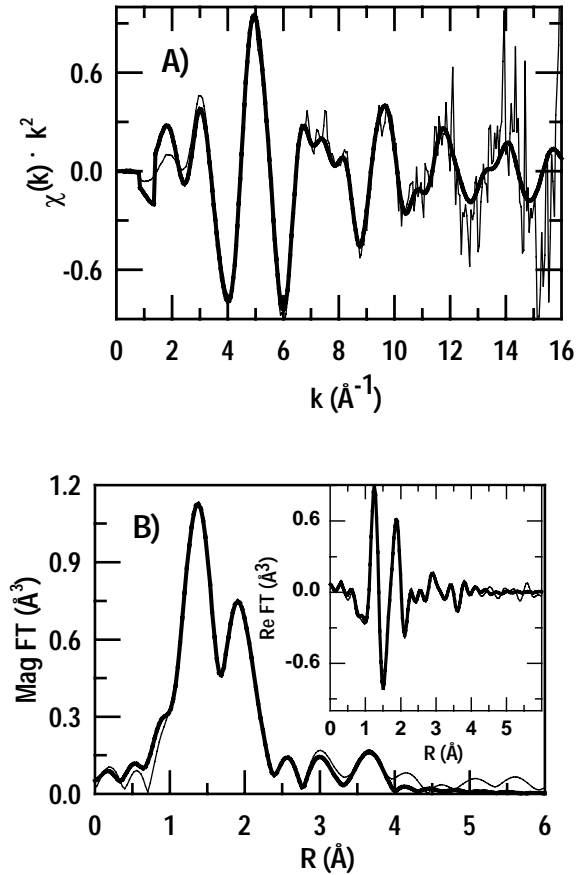 A)
0.6
0.0
-0.6
χ(k) · k²
0 2 4 6 8 10 12 14 16
k (Å⁻¹)
B)
1.2
0.9
0.6
0.3
0.0
Mag FT (Å³)
0 1 2 3 4 5 6
R (Å)
0.6
0.0
-0.6
Re FT (Å³)
0 1 2 3 4 5
R (Å)